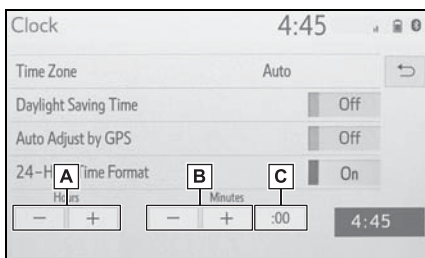 Clock 4:45
Time Zone Auto
Daylight Saving Time Off
Auto Adjust by GPS Off
24-H Time Format On
A B C
Hours Minutes
− + − + :00 4:45